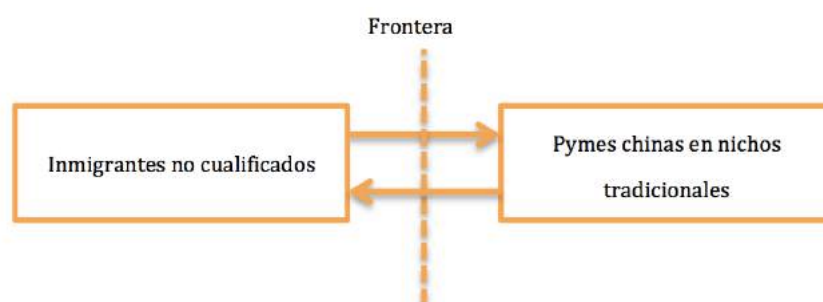 Frontera
Inmigrantes no cualificados
Pymes chinas en nichos
tradicionales